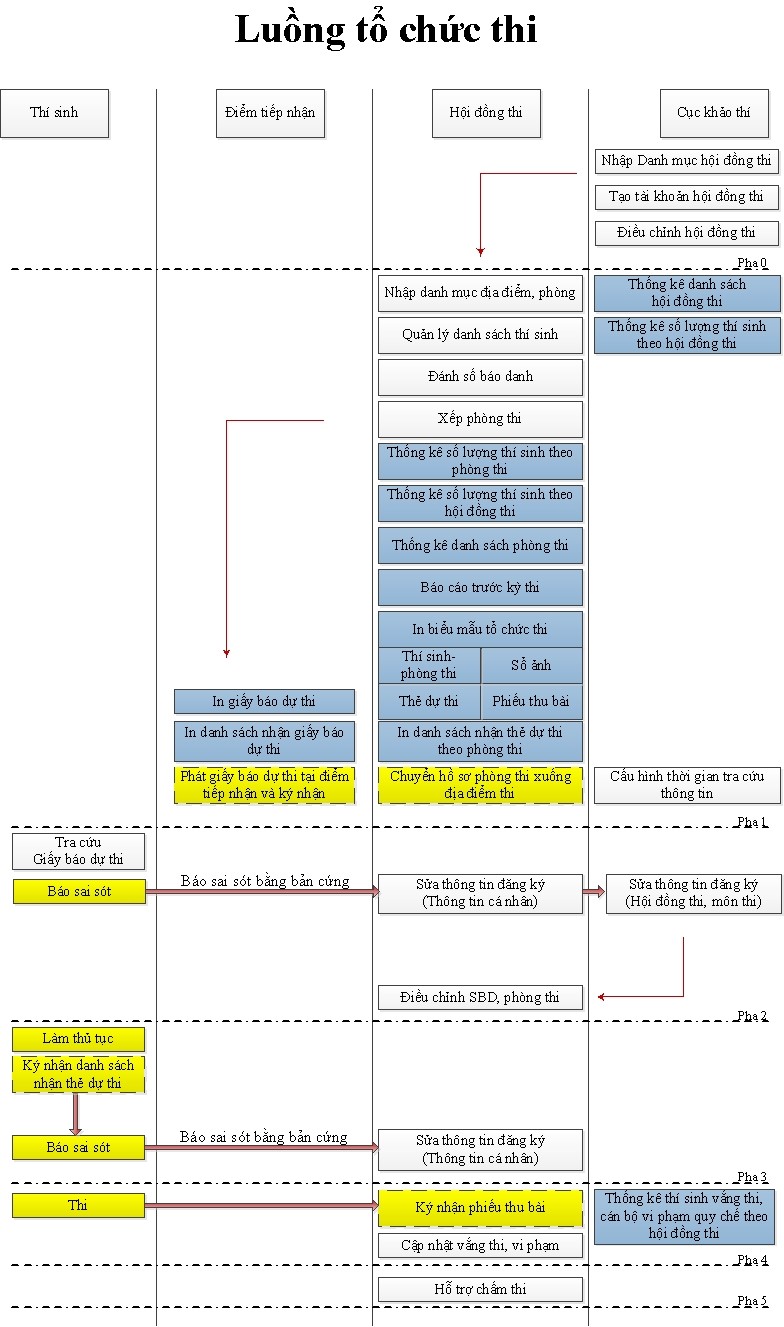 Luồng tổ chức thi
Thí sinh
Điểm tiếp nhận
Hội đồng thi
Cục khảo thí
Nhập Danh mục hội đồng thi
Tạo tài khoản hội đồng thi
Điều chỉnh hội đồng thi
Pha 0
Nhập danh mục địa điểm, phòng
Thống kê danh sách
hội đồng thi
Quản lý danh sách thí sinh
Thống kê số lượng thí sinh
theo hội đồng thi
Đánh số báo danh
Xếp phòng thi
Thống kê số lượng thí sinh theo
phòng thi
Thống kê số lượng thí sinh theo
hội đồng thi
Thống kê danh sách phòng thi
Báo cáo trước kỳ thi
In biểu mẫu tổ chức thi
Thí sinh-
phòng thi
Sổ ảnh
In giấy báo dự thi
Thẻ dự thi
Phiếu thu bài
In danh sách nhận giấy báo
dự thi
In danh sách nhận thẻ dự thi
theo phòng thi
Phát giấy báo dự thi tại điểm
tiếp nhận và ký nhận
Chuyển hồ sơ phòng thi xuống
địa điểm thi
Cấu hình thời gian tra cứu
thông tin
Pha 1
Tra cứu
Giấy báo dự thi
Báo sai sót
Báo sai sót bằng bản cứng
Sửa thông tin đăng ký
(Thông tin cá nhân)
Sửa thông tin đăng ký
(Hội đồng thi, môn thi)
Điều chỉnh SBD, phòng thi
Pha 2
Làm thủ tục
Ký nhận danh sách
nhận thẻ dự thi
Báo sai sót
Báo sai sót bằng bản cứng
Sửa thông tin đăng ký
(Thông tin cá nhân)
Pha 3
Thi
Ký nhận phiếu thu bài
Thống kê thí sinh vắng thi,
cán bộ vi phạm quy chế theo
hội đồng thi
Cập nhật vắng thi, vi phạm
Pha 4
Hỗ trợ chấm thi
Pha 5